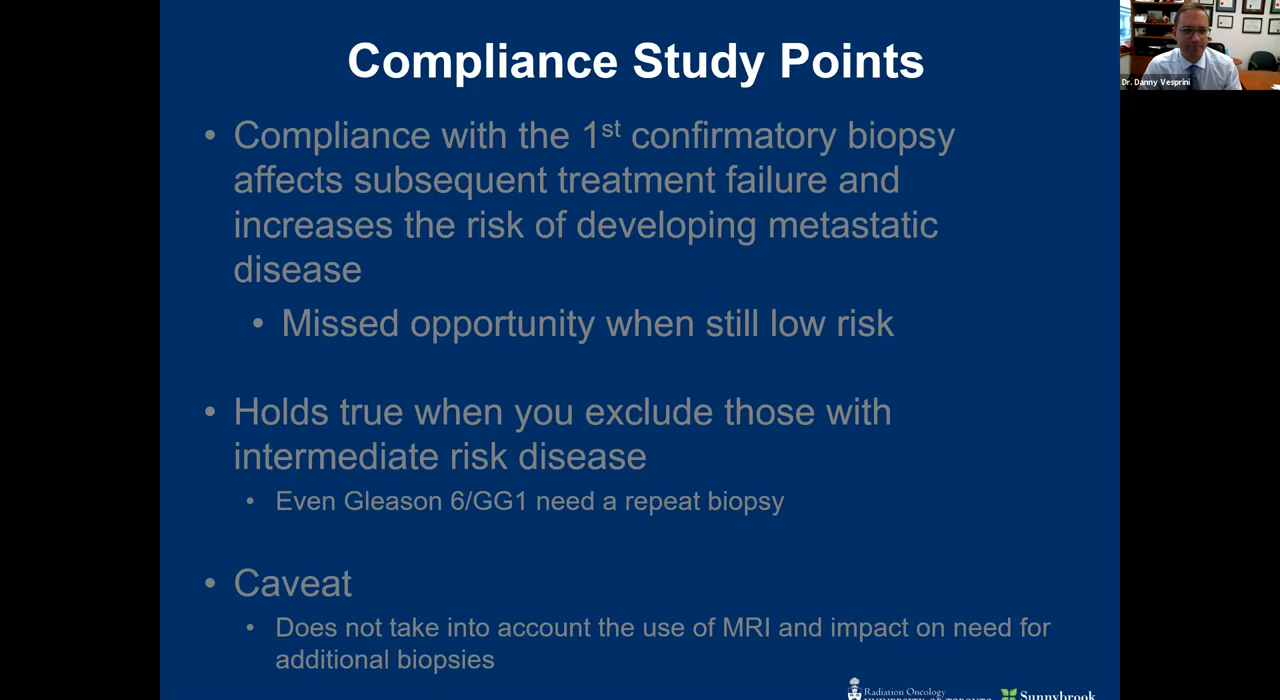 Compliance Study Points
Dr. Danny Vesprini
• Compliance with the 1st confirmatory biopsy
affects subsequent treatment failure and
increases the risk of developing metastatic
disease
• Missed opportunity when still low risk
• Holds true when you exclude those with
intermediate risk disease
• Even Gleason 6/GG1 need a repeat biopsy
• Caveat
• Does not take into account the use of MRI and impact on need for
additional biopsies
Radiation Oncology
UNIVERSITY OF TORONTO
Sunnybrook